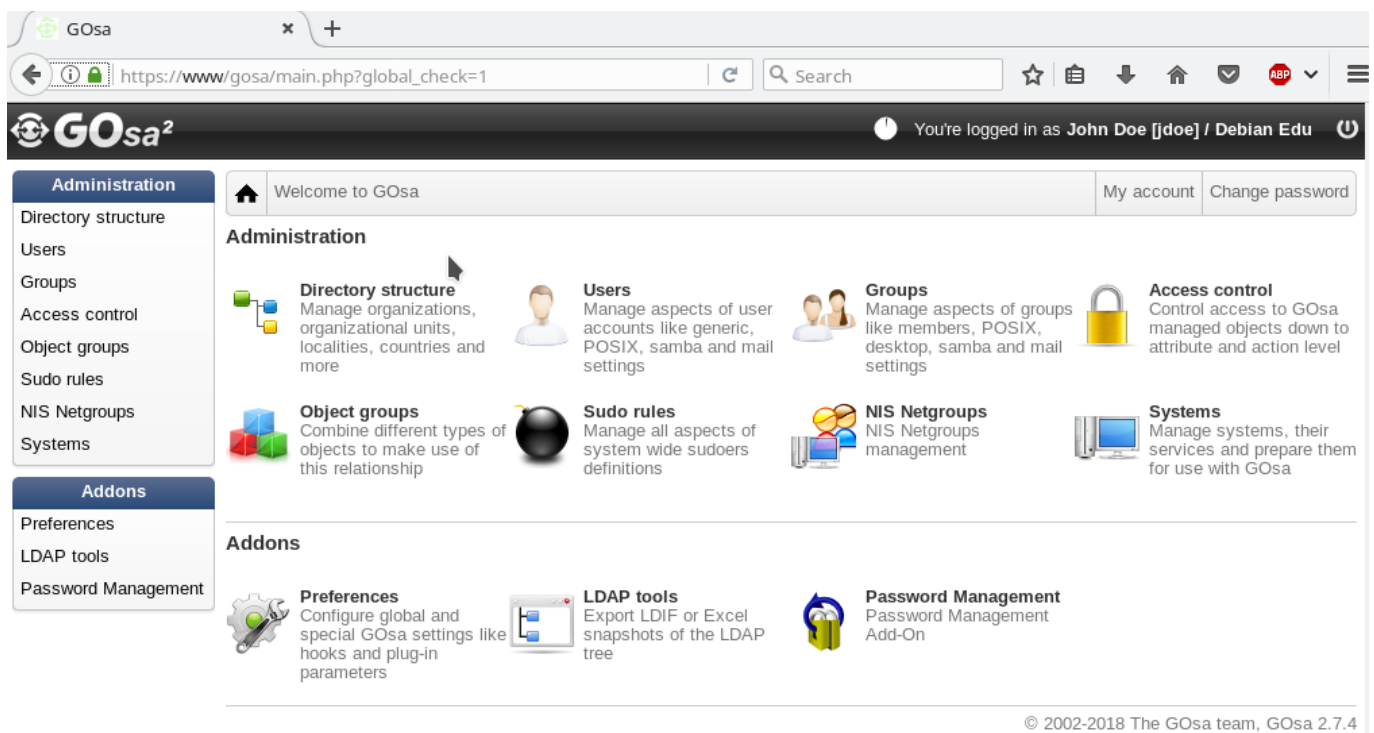 GOsa
https://www/gosa/main.php?global_check=1
Search
ABP
GOsa²
You're logged in as John Doe [jdoe] / Debian Edu
Administration
Directory structure
Users
Groups
Access control
Object groups
Sudo rules
NIS Netgroups
Systems
Addons
Preferences
LDAP tools
Password Management
Welcome to GOsa
My account
Change password
Administration
Directory structure
Manage organizations,
organizational units,
localities, countries and
more
Users
Manage aspects of user
accounts like generic,
POSIX, samba and mail
settings
Groups
Manage aspects of groups
like members, POSIX,
desktop, samba and mail
settings
Access control
Control access to GOsa
managed objects down to
attribute and action level
Object groups
Combine different types of
objects to make use of
this relationship
Sudo rules
Manage all aspects of
system wide sudoers
definitions
NIS Netgroups
NIS Netgroups
management
Systems
Manage systems, their
services and prepare them
for use with GOsa
Addons
Preferences
Configure global and
special GOsa settings like
hooks and plug-in
parameters
LDAP tools
Export LDIF or Excel
snapshots of the LDAP
tree
Password Management
Password Management
Add-On
© 2002-2018 The GOsa team, GOsa 2.7.4